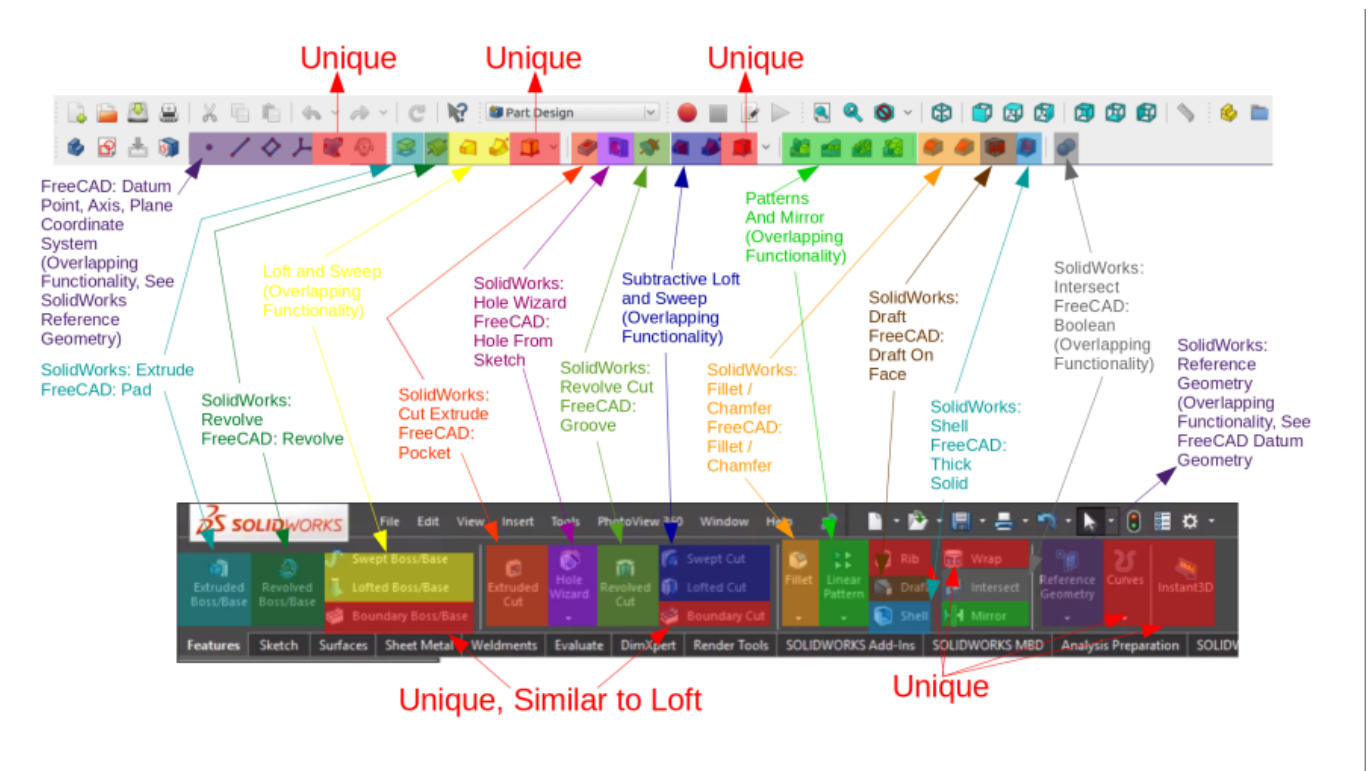 Unique
Unique
Unique
Part Design
FreeCAD: Datum
Point, Axis, Plane
Coordinate
System
(Overlapping
Functionality, See
SolidWorks
Reference
Geometry)
SolidWorks: Extrude
FreeCAD: Pad
SolidWorks:
Revolve
FreeCAD: Revolve
Loft and Sweep
(Overlapping
Functionality)
SolidWorks:
Cut Extrude
FreeCAD:
Pocket
SolidWorks:
Hole Wizard
FreeCAD:
Hole From
Sketch
SolidWorks:
Revolve Cut
FreeCAD:
Groove
Subtractive Loft
and Sweep
(Overlapping
Functionality)
Patterns
And Mirror
(Overlapping
Functionality)
SolidWorks:
Fillet /
Chamfer
FreeCAD:
Fillet /
Chamfer
SolidWorks:
Draft
FreeCAD:
Draft On
Face
SolidWorks:
Shell
FreeCAD:
Thick
Solid
SolidWorks:
Intersect
FreeCAD:
Boolean
(Overlapping
Functionality)
SolidWorks:
Reference
Geometry
(Overlapping
Functionality, See
FreeCAD Datum
Geometry
SOLIDWORKS
File Edit View Insert Tools PhotoView 360 Window Help
Extruded
Boss/Base
Revolved
Boss/Base
Swept Boss/Base
Lofted Boss/Base
Boundary Boss/Base
Extruded
Cut
Hole
Wizard
Revolved
Cut
Swept Cut
Lofted Cut
Boundary Cut
Fillet
Linear
Pattern
Rib
Draft
Shell
Wrap
Intersect
Mirror
Reference
Geometry
Curves
Instant3D
Features Sketch Surfaces Sheet Metal Weldments Evaluate DimXpert Render Tools SOLIDWORKS Add-Ins SOLIDWORKS MBD Analysis Preparation SOLIDW
Unique, Similar to Loft
Unique